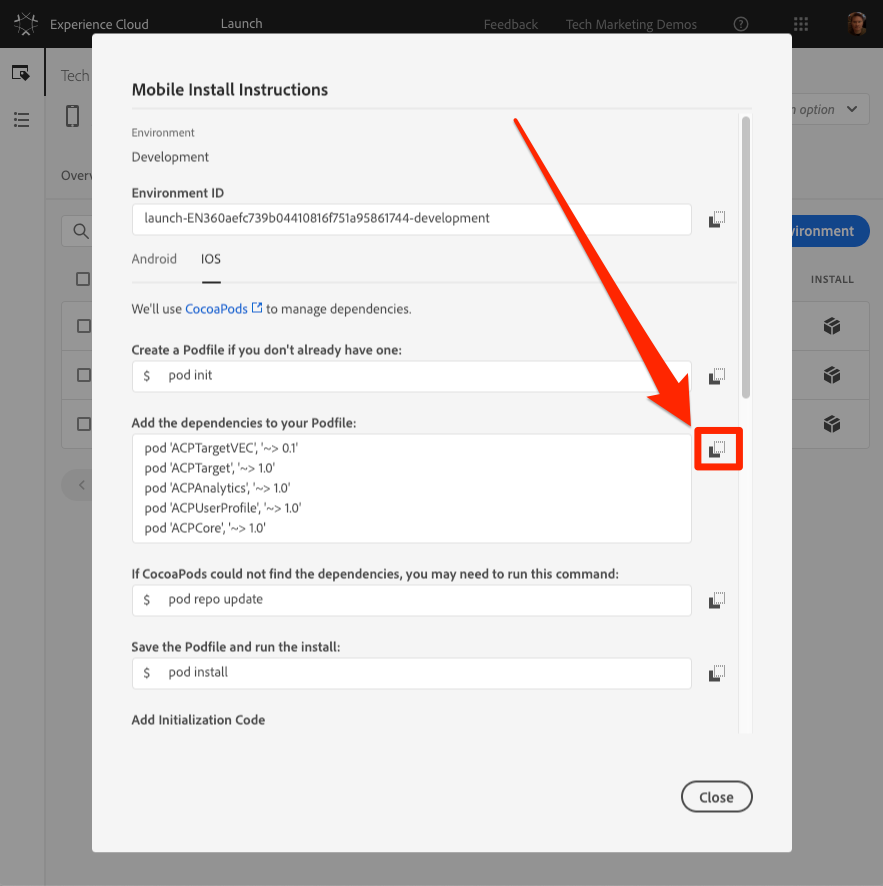 Experience Cloud
Launch
Feedback
Tech Marketing Demos
Tech
n option
Overv
Mobile Install Instructions
Environment
Development
Environment ID
launch-EN360aefc739b04410816f751a95861744-development
vironment
Android
IOS
INSTALL
We'll use CocoaPods to manage dependencies.
Create a Podfile if you don't already have one:
$ pod init
Add the dependencies to your Podfile:
pod 'ACPTargetVEC', '~> 0.1'
pod 'ACPTarget', '~> 1.0'
pod 'ACPAnalytics', '~> 1.0'
pod 'ACPUserProfile', '~> 1.0'
pod 'ACPCore', '~> 1.0'
If CocoaPods could not find the dependencies, you may need to run this command:
$ pod repo update
Save the Podfile and run the install:
$ pod install
Add Initialization Code
Close